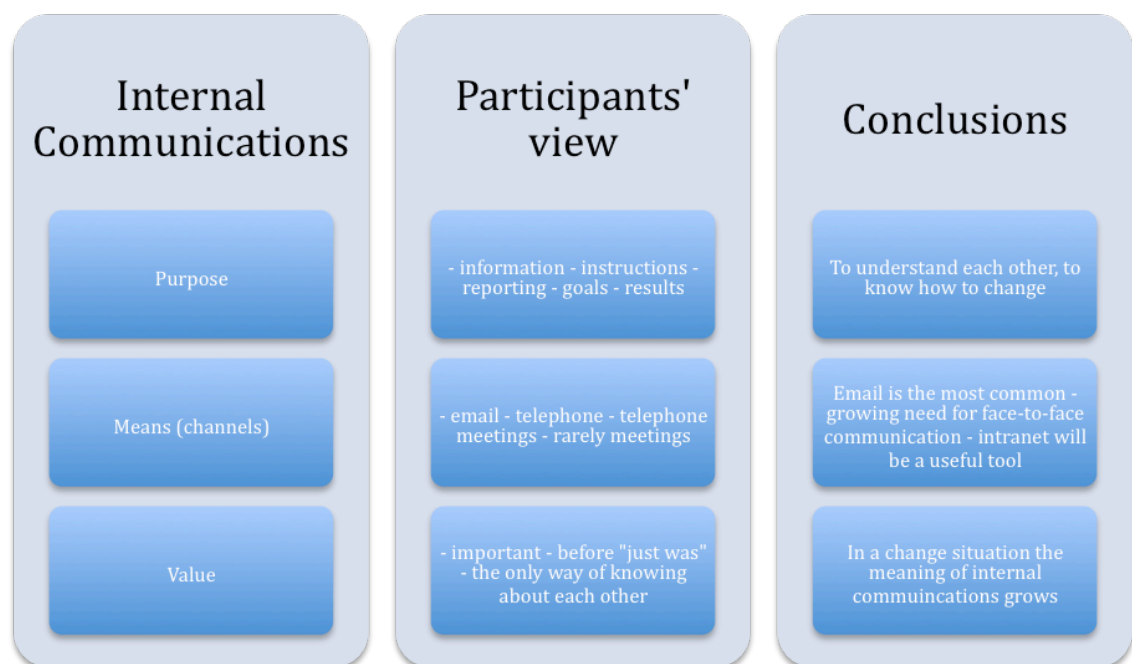 Internal
Communications
Purpose
Means (channels)
Value
Participants'
view
- information - instructions -
reporting - goals - results
- email - telephone - telephone
meetings - rarely meetings
- important - before "just was"
- the only way of knowing
about each other
Conclusions
To understand each other, to
know how to change
Email is the most common -
growing need for face-to-face
communication - intranet will
be a useful tool
In a change situation the
meaning of internal
commuincations grows